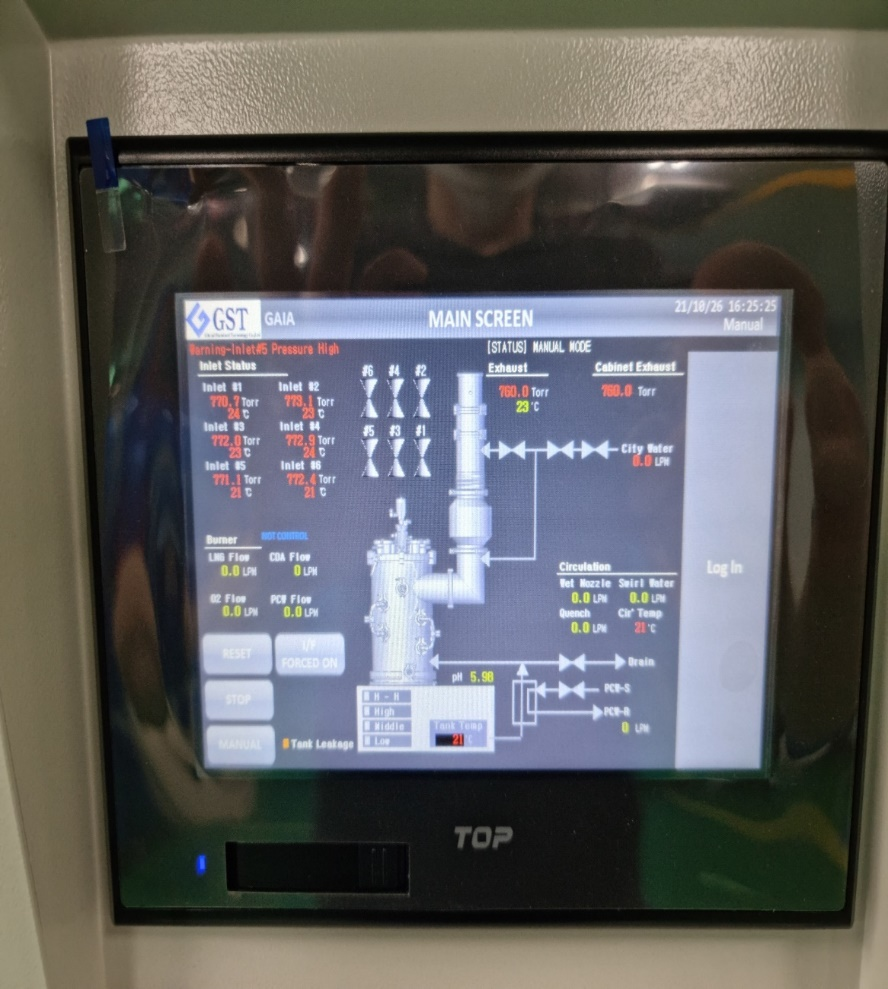 GST GAIA MAIN SCREEN 21/10/26 16:25:25
Manual
Warning-Inlet#5 Pressure High [STATUS] MANUAL MODE
Inlet Status
Inlet #1 Inlet #2
770.7 Torr 773.1 Torr
24 ℃ 23 ℃
Inlet #3 Inlet #4
772.0 Torr 772.9 Torr
23 ℃ 24 ℃
Inlet #5 Inlet #6
771.1 Torr 772.4 Torr
21 ℃ 21 ℃
#6 #4 #2
#5 #3 #1
Exhaust
760.0 Torr
23 ℃
Cabinet Exhaust
760.0 Torr
City Water
0.0 LPM
Burner NOT CONTROL
LNG Flow CDA Flow
0.0 LPM 0 LPM
O2 Flow PCW Flow
0.0 LPM 0.0 LPM
Log In
Circulation
Wet Nozzle Swirl Water
0.0 LPM 0.0 LPM
Quench Cir' Temp
0.0 LPM 21 ℃
RESET I/F FORCED ON
STOP
MANUAL
Tank Leakage
pH 5.98
H - H
High
Middle
Low
Tank Temp
21 ℃
Drain
PCW-S
PCW-R
0 LPM
TOP